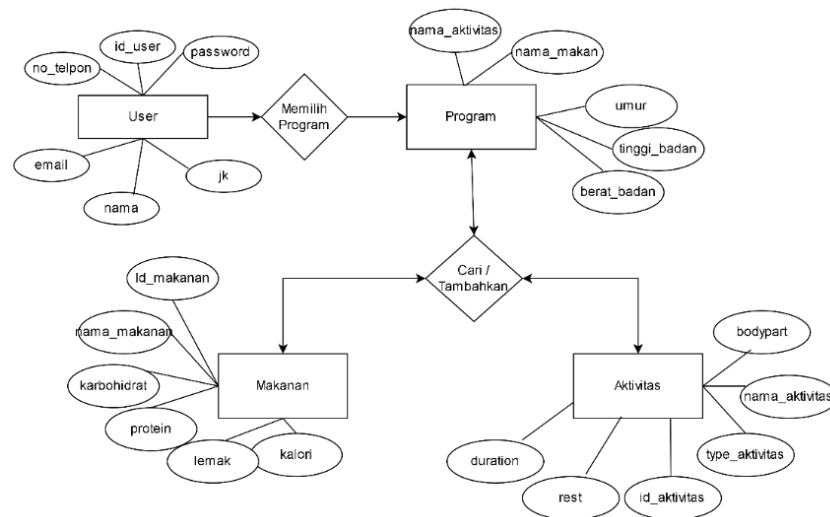 id_user
password
no_telpon
User
email
nama
jk
Memilih
Program
nama_aktivitas
nama_makan
Program
umur
tinggi_badan
berat_badan
Cari /
Tambahkan
Id_makanan
nama_makanan
karbohidrat
protein
lemak
kalori
Makanan
Aktivitas
bodypart
nama_aktivitas
type_aktivitas
duration
rest
id_aktivitas